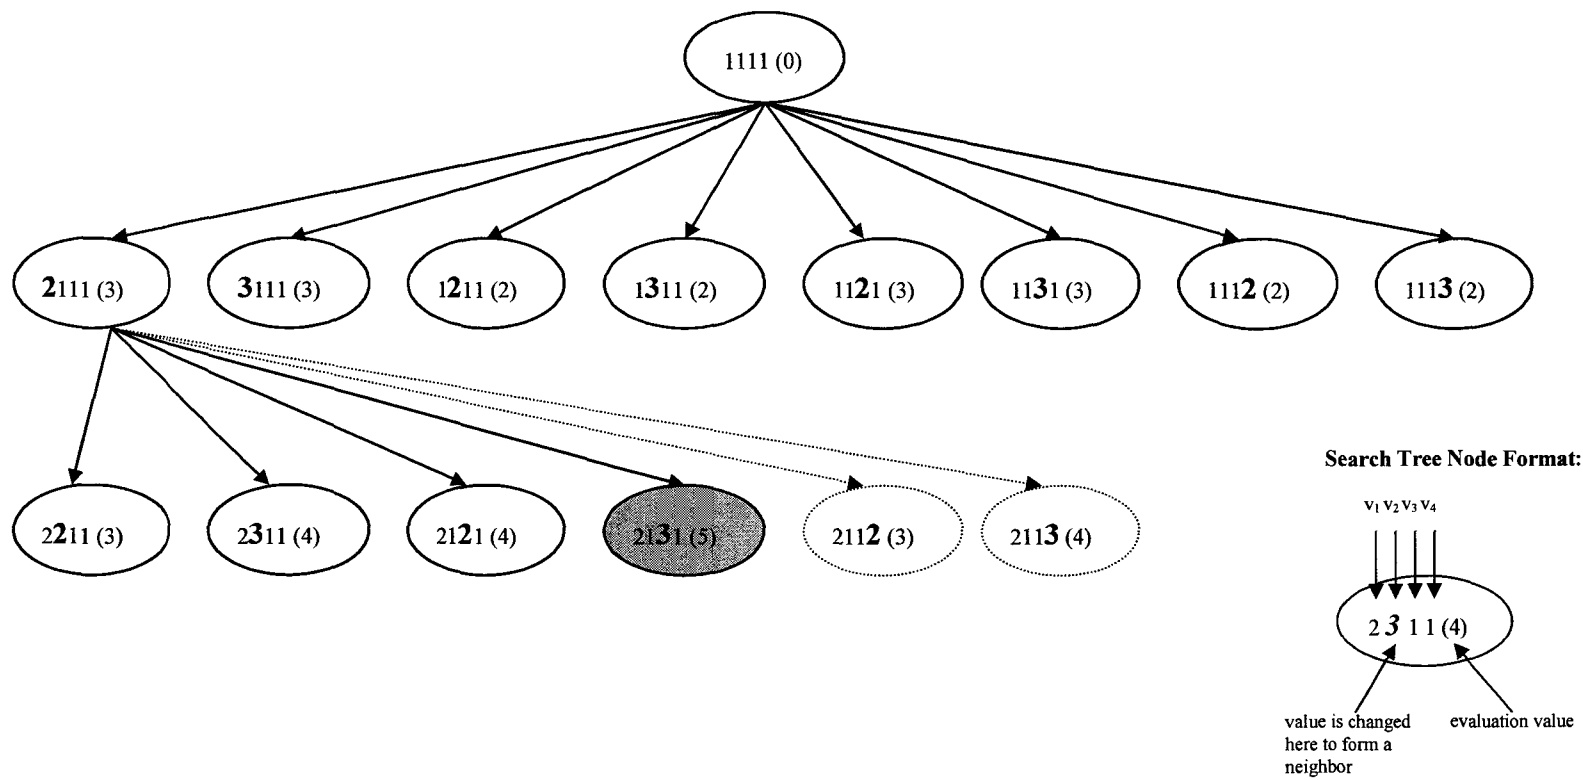 1111 (0)
2111 (3)
3111 (3)
1211 (2)
1311 (2)
1121 (3)
1131 (3)
1112 (2)
1113 (2)
2211 (3)
2311 (4)
2121 (4)
2131 (5)
2112 (3)
2113 (4)
Search Tree Node Format:
v1 v2 v3 v4
2 3 1 1 (4)
value is changed
here to form a
neighbor
evaluation value